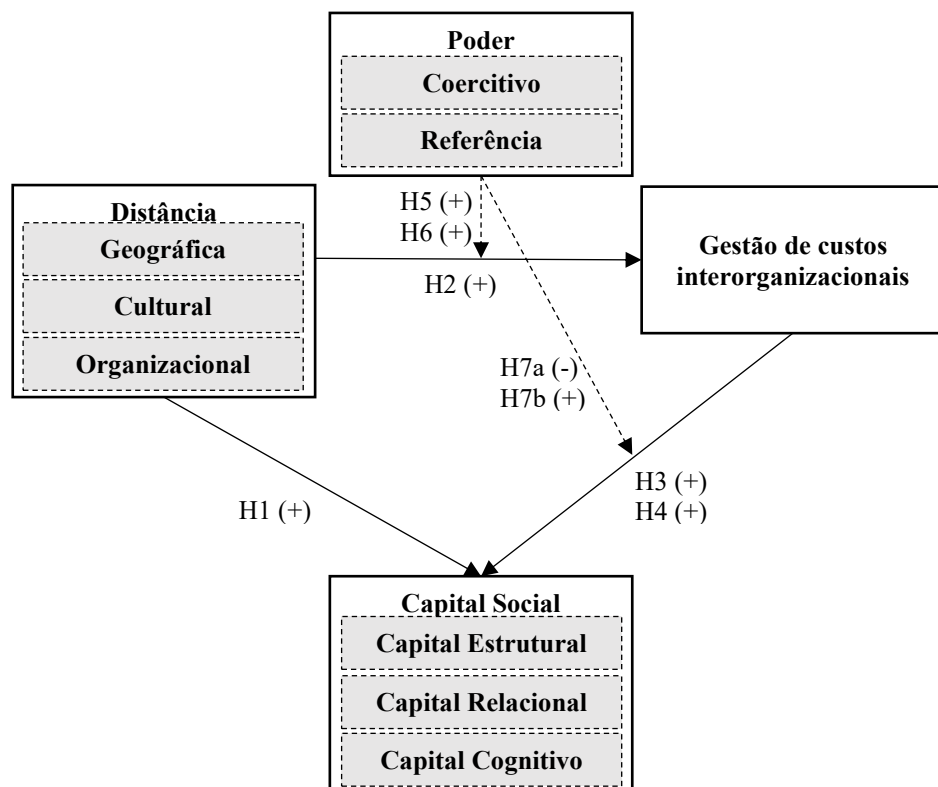 Poder
Coercitivo
Referência
Distância
Geográfica
Cultural
Organizacional
H5 (+)
H6 (+)
H2 (+)
Gestão de custos
interorganizacionais
H7a (-)
H7b (+)
H1 (+)
H3 (+)
H4 (+)
Capital Social
Capital Estrutural
Capital Relacional
Capital Cognitivo